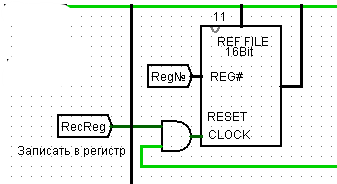 11
REF FILE
16Bit
Reg№
REG#
RESET
RecReg
CLOCK
Записать в регистр